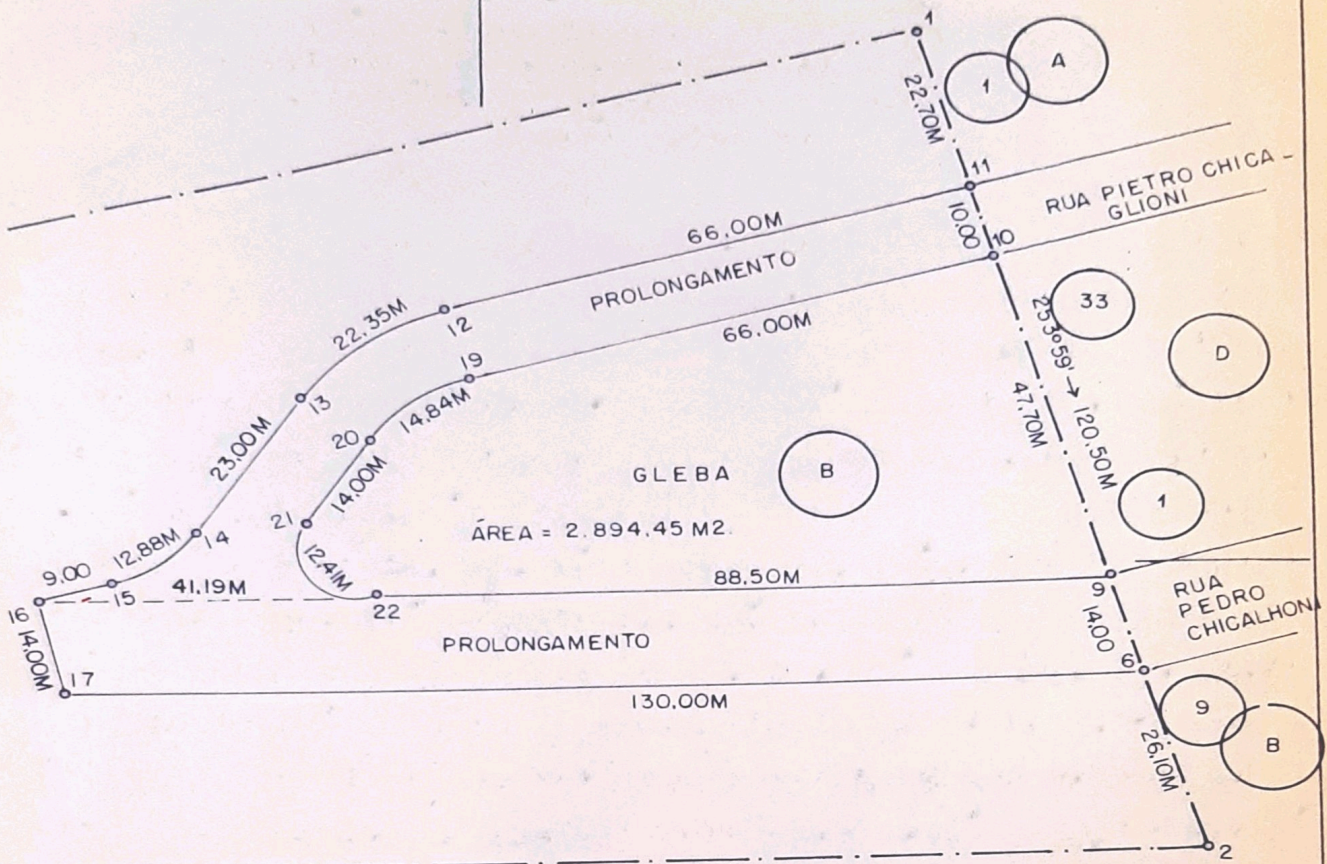 1
A
1
22.70M
11
RUA PIETRO CHICA -
GLIONI
10.00
10
66.00M
PROLONGAMENTO
66.00M
22.35M
12
19
33
D
253º59' → 120.50M
47.70M
13
14.84M
20
23.00M
14.00M
GLEBA
B
21
1
ÁREA = 2.894,45 M2.
14
12.88M
12.41M
9.00
15
41.19M
88.50M
16
22
9
RUA
PEDRO
CHICALHON
14.00M
14.00
PROLONGAMENTO
6
17
130.00M
9
B
26.10M
2